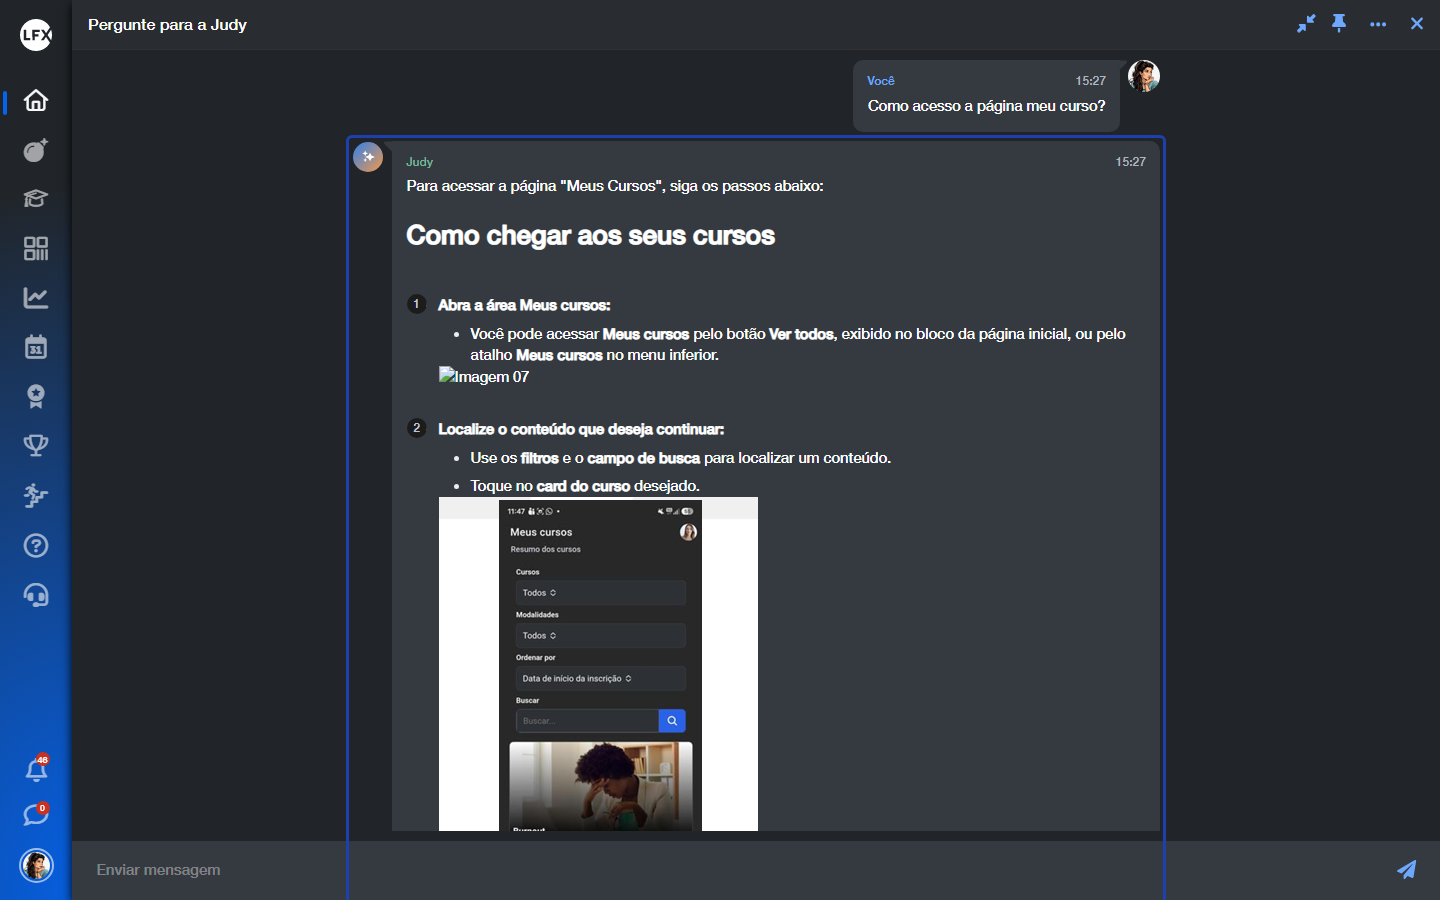 LFX
Pergunte para a Judy
Você 15:27
Como acesso a página meu curso?
Judy 15:27
Para acessar a página "Meus Cursos", siga os passos abaixo:
Como chegar aos seus cursos
1 Abra a área Meus cursos:
• Você pode acessar Meus cursos pelo botão Ver todos, exibido no bloco da página inicial, ou pelo
atalho Meus cursos no menu inferior.
Imagem 07
2 Localize o conteúdo que deseja continuar:
• Use os filtros e o campo de busca para localizar um conteúdo.
• Toque no card do curso desejado.
11:47
Meus cursos
Resumo dos cursos
Cursos
Todos
Modalidades
Todos
Ordenar por
Data de início da inscrição
Buscar
Buscar...
Burnout
31
46
0
Enviar mensagem